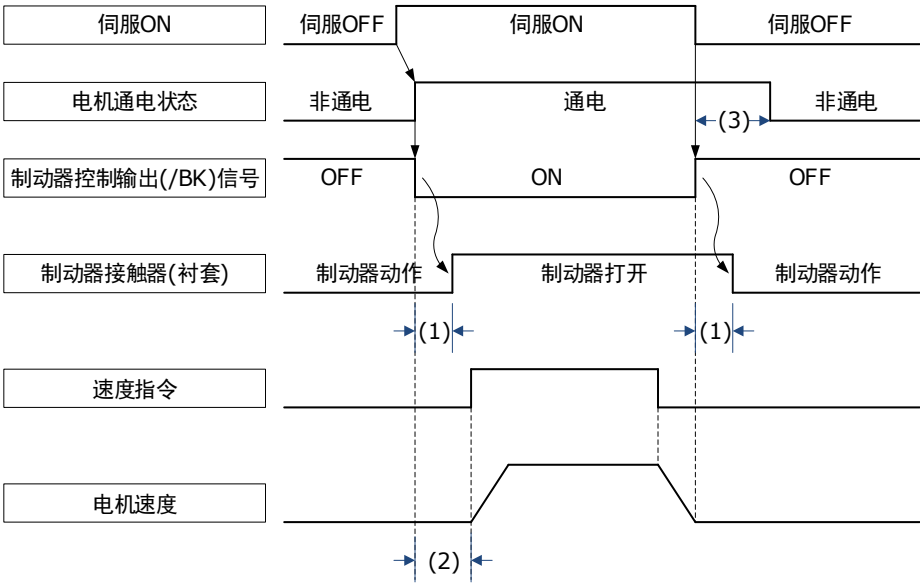 伺服ON
伺服OFF
伺服ON
伺服OFF
电机通电状态
非通电
通电
非通电
(3)
制动器控制输出(/BK)信号
OFF
ON
OFF
制动器接触器(衬套)
制动器动作
制动器打开
制动器动作
(1)
(1)
速度指令
电机速度
(2)